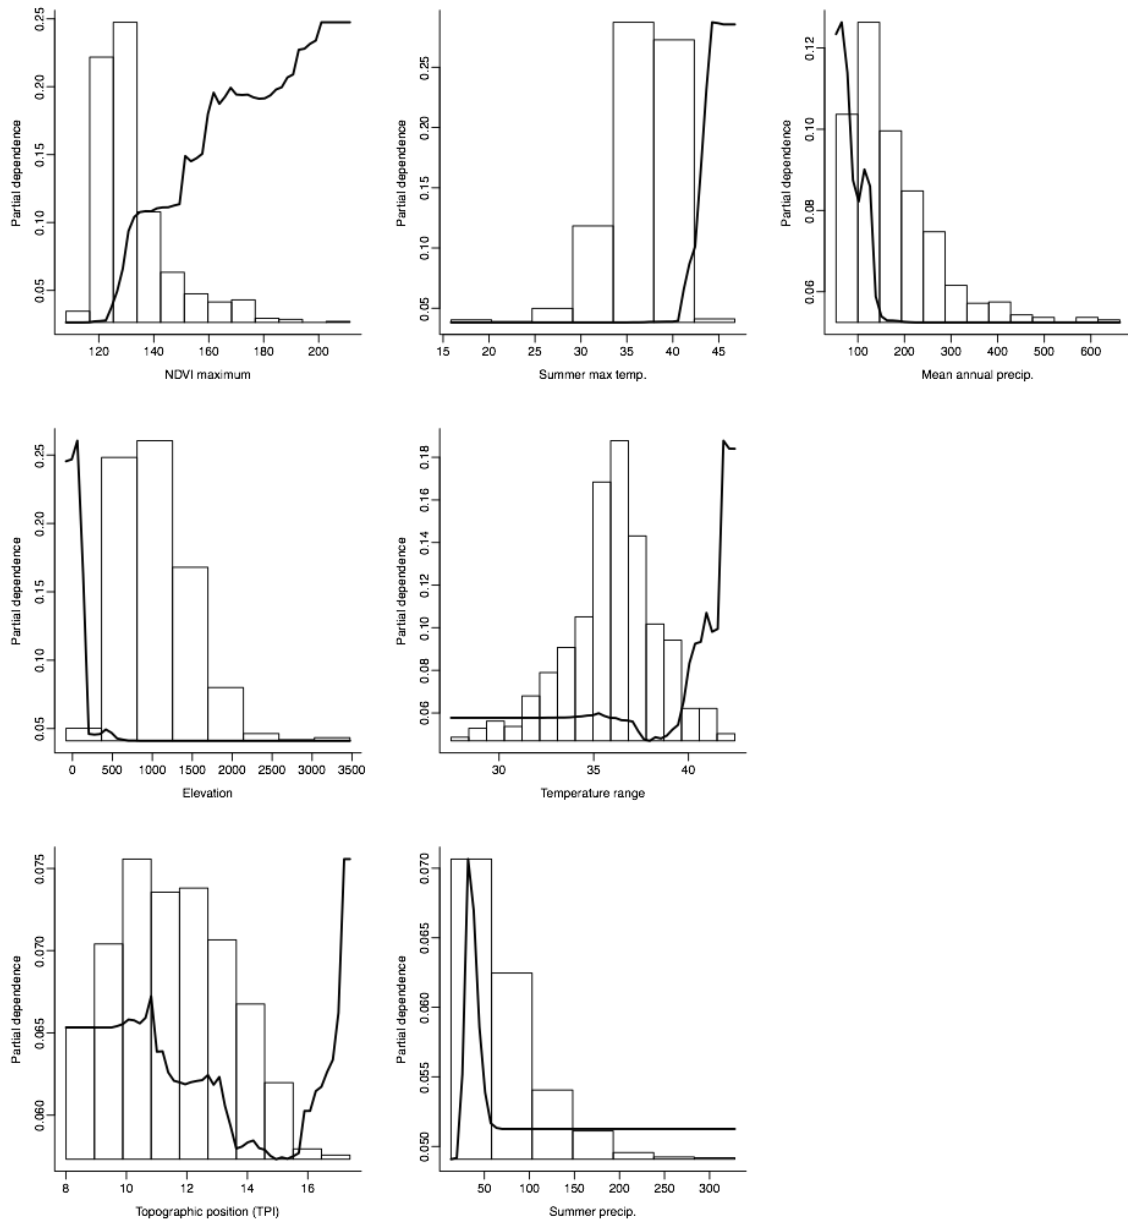 Partial dependence
0.05 0.10 0.15 0.20 0.25
120 140 160 180 200
NDVI maximum
Partial dependence
0.05 0.10 0.15 0.20 0.25
15 20 25 30 35 40 45
Summer max temp.
Partial dependence
0.06 0.08 0.10 0.12
100 200 300 400 500 600
Mean annual precip.
Partial dependence
0.05 0.10 0.15 0.20 0.25
0 500 1000 1500 2000 2500 3000 3500
Elevation
Partial dependence
0.06 0.08 0.10 0.12 0.14 0.16 0.18
30 35 40
Temperature range
Partial dependence
0.060 0.065 0.070 0.075
8 10 12 14 16
Topographic position (TPI)
Partial dependence
0.050 0.055 0.060 0.065 0.070
50 100 150 200 250 300
Summer precip.